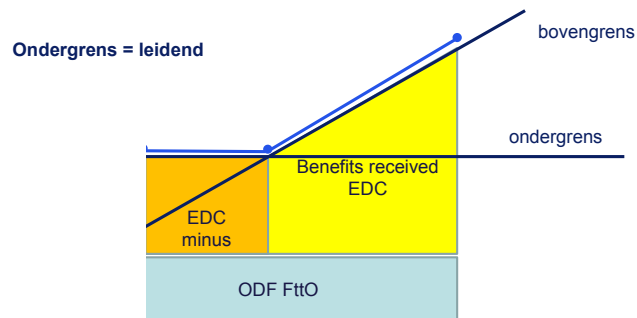 bovengrens
Ondergrens = leidend
ondergrens
Benefits received
EDC
EDC
minus
ODF FttO